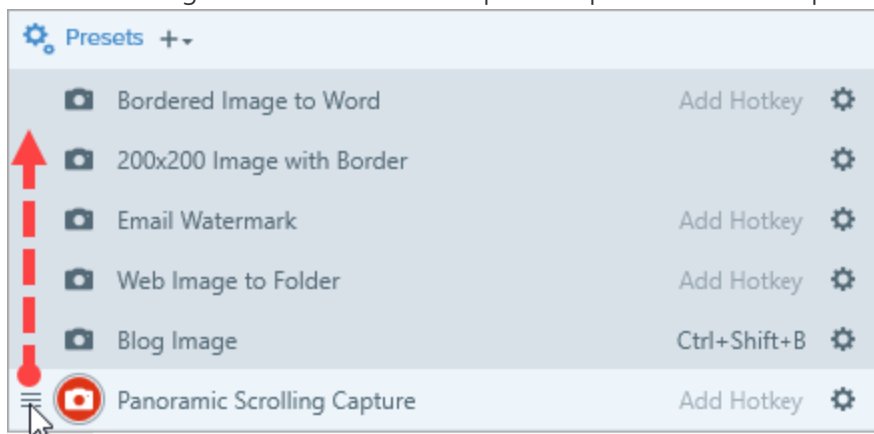 Presets
Bordered Image to Word Add Hotkey
200x200 Image with Border
Email Watermark Add Hotkey
Web Image to Folder Add Hotkey
Blog Image Ctrl+Shift+B
Panoramic Scrolling Capture Add Hotkey